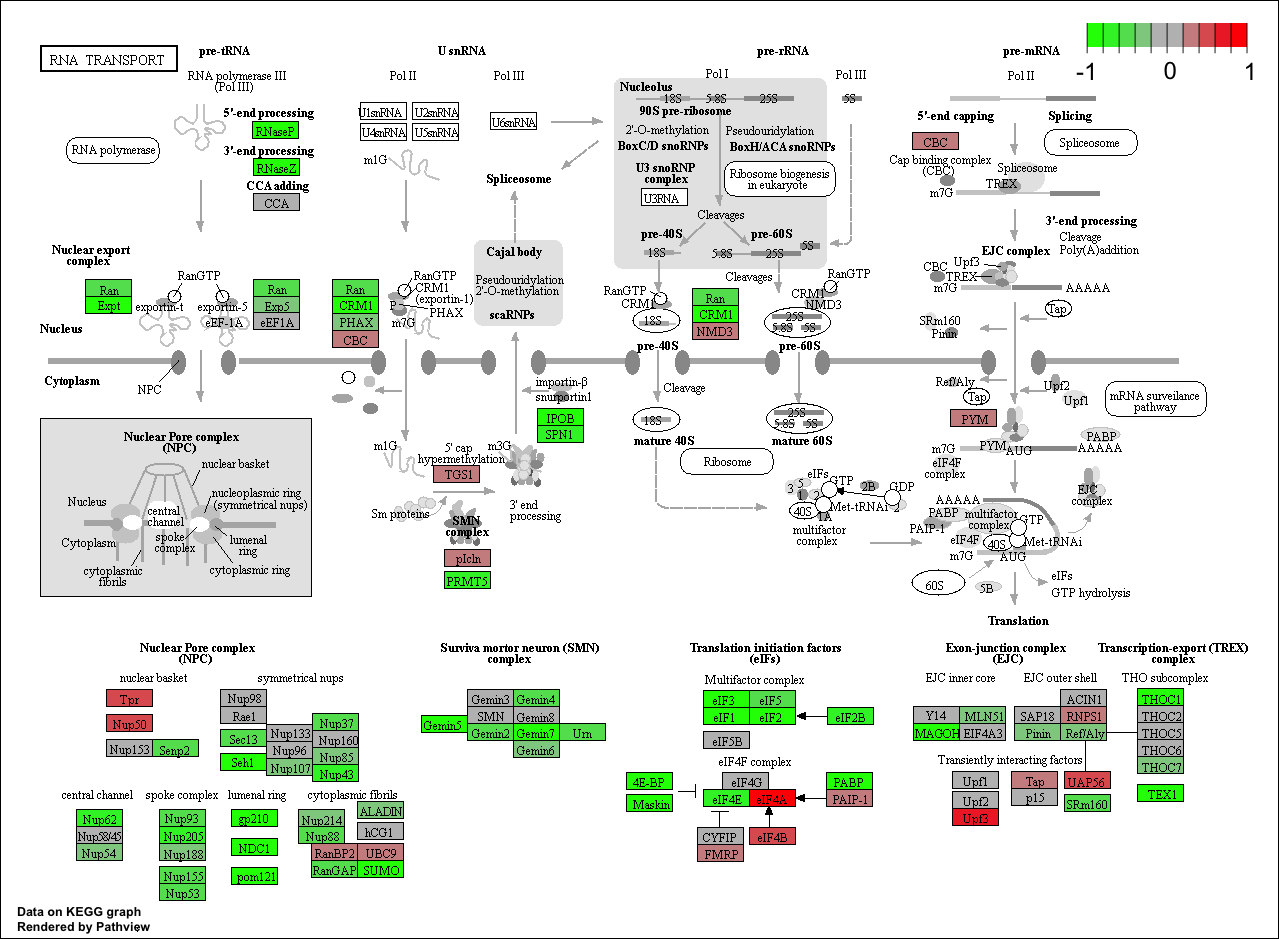 RNA TRANSPORT
pre-tRNA
RNA polymerase III
(Pol III)
5'-end processing
RNaseP
3'-end processing
RNaseZ
CCA adding
CCA
RNA polymerase
U snRNA
Pol II
Pol III
U1snRNA
U2snRNA
U4snRNA
U5snRNA
U6snRNA
m1G
Spliceosome
Cajal body
Pseudouridylation
2'-O-methylation
scaRNPs
pre-rRNA
Pol I
Pol III
Nucleolus
18S
5.8S
25S
5S
90S pre-ribosome
2'-O-methylation
Pseudouridylation
BoxC/D snoRNPs
BoxH/ACA snoRNPs
U3 snoRNP
complex
U3RNA
Ribosome biogenesis
in eukaryote
Cleavages
pre-40S
pre-60S
18S
5.8S
25S
5S
Cleavages
pre-mRNA
Pol II
-1
0
1
5'-end capping
Splicing
CBC
Spliceosome
Cap binding complex
(CBC)
Spliceosome
TREX
m7G
3'-end processing
Cleavage
Poly(A)addition
EJC complex
CBC
Upf3
TREX
m7G
AAAAA
Tap
SRm160
Pinin
Nuclear export
complex
Ran
Expt
RanGTP
exportin-t
exportin-5
eEF-1A
Ran
Exp5
eEF1A
Ran
CRM1
PHAX
CBC
RanGTP
CRM1
(exportin-1)
P
PHAX
m7G
RanGTP
CRM1
18S
Ran
CRM1
NMD3
RanGTP
CRM1
NMD3
25S
5.8S
5S
Nucleus
Cytoplasm
NPC
pre-40S
pre-60S
Cleavage
18S
25S
5.8S
5S
mature 40S
mature 60S
Ribosome
importin-β
snurportin1
IPOB
SPN1
m1G
5' cap
hypermethylation
TGS1
m3G
Sm proteins
3' end
processing
SMN
complex
pIcln
PRMT5
Ref/Aly
Tap
Upf2
Upf1
mRNA surveilance
pathway
PYM
PYM
AUG
PABP
m7G
AAAAA
eIF4F
complex
EJC
complex
eIFs
3
5
1
2
GTP
40S
1A
Met-tRNAi
2B
GDP
2
multifactor
complex
AAAAA
PABP
PAIP-1
multifactor
complex
GTP
eIF4F
40S
Met-tRNAi
m7G
AUG
60S
5B
eIFs
GTP hydrolysis
Translation
Nuclear Pore complex
(NPC)
nuclear basket
Nucleus
nucleoplasmic ring
(symmetrical nups)
central
channel
spoke
complex
lumenal
ring
Cytoplasm
cytoplasmic
fibrils
cytoplasmic ring
Nuclear Pore complex
(NPC)
nuclear basket
symmetrical nups
Tpr
Nup50
Nup153
Senp2
Nup98
Rae1
Sec13
Seh1
Nup133
Nup96
Nup107
Nup37
Nup160
Nup85
Nup43
central channel
spoke complex
lumenal ring
cytoplasmic fibrils
Nup62
Nup58/45
Nup54
Nup93
Nup205
Nup188
Nup155
Nup53
gp210
NDC1
pom121
Nup214
Nup88
ALADIN
hCG1
RanBP2
UBC9
RanGAP
SUMO
Surviva mortor neuron (SMN)
complex
Gemin5
Gemin3
Gemin4
SMN
Gemin8
Gemin2
Gemin7
Urn
Gemin6
Translation initiation factors
(eIFs)
Multifactor complex
eIF3
eIF5
eIF1
eIF2
eIF2B
eIF5B
eIF4F complex
4E-BP
Maskin
eIF4G
eIF4E
eIF4A
PABP
PAIP-1
CYFIP
FMRP
eIF4B
Exon-junction complex
(EJC)
EJC inner core
EJC outer shell
Y14
MLN51
MAGOH
EIF4A3
ACIN1
SAP18
RNPS1
Pinin
Ref/Aly
Transiently interacting factors
Upf1
Upf2
Upf3
Tap
p15
UAP56
SRm160
Transcription-export (TREX)
complex
THO subcomplex
THOC1
THOC2
THOC5
THOC6
THOC7
TEX1
Data on KEGG graph
Rendered by Pathview